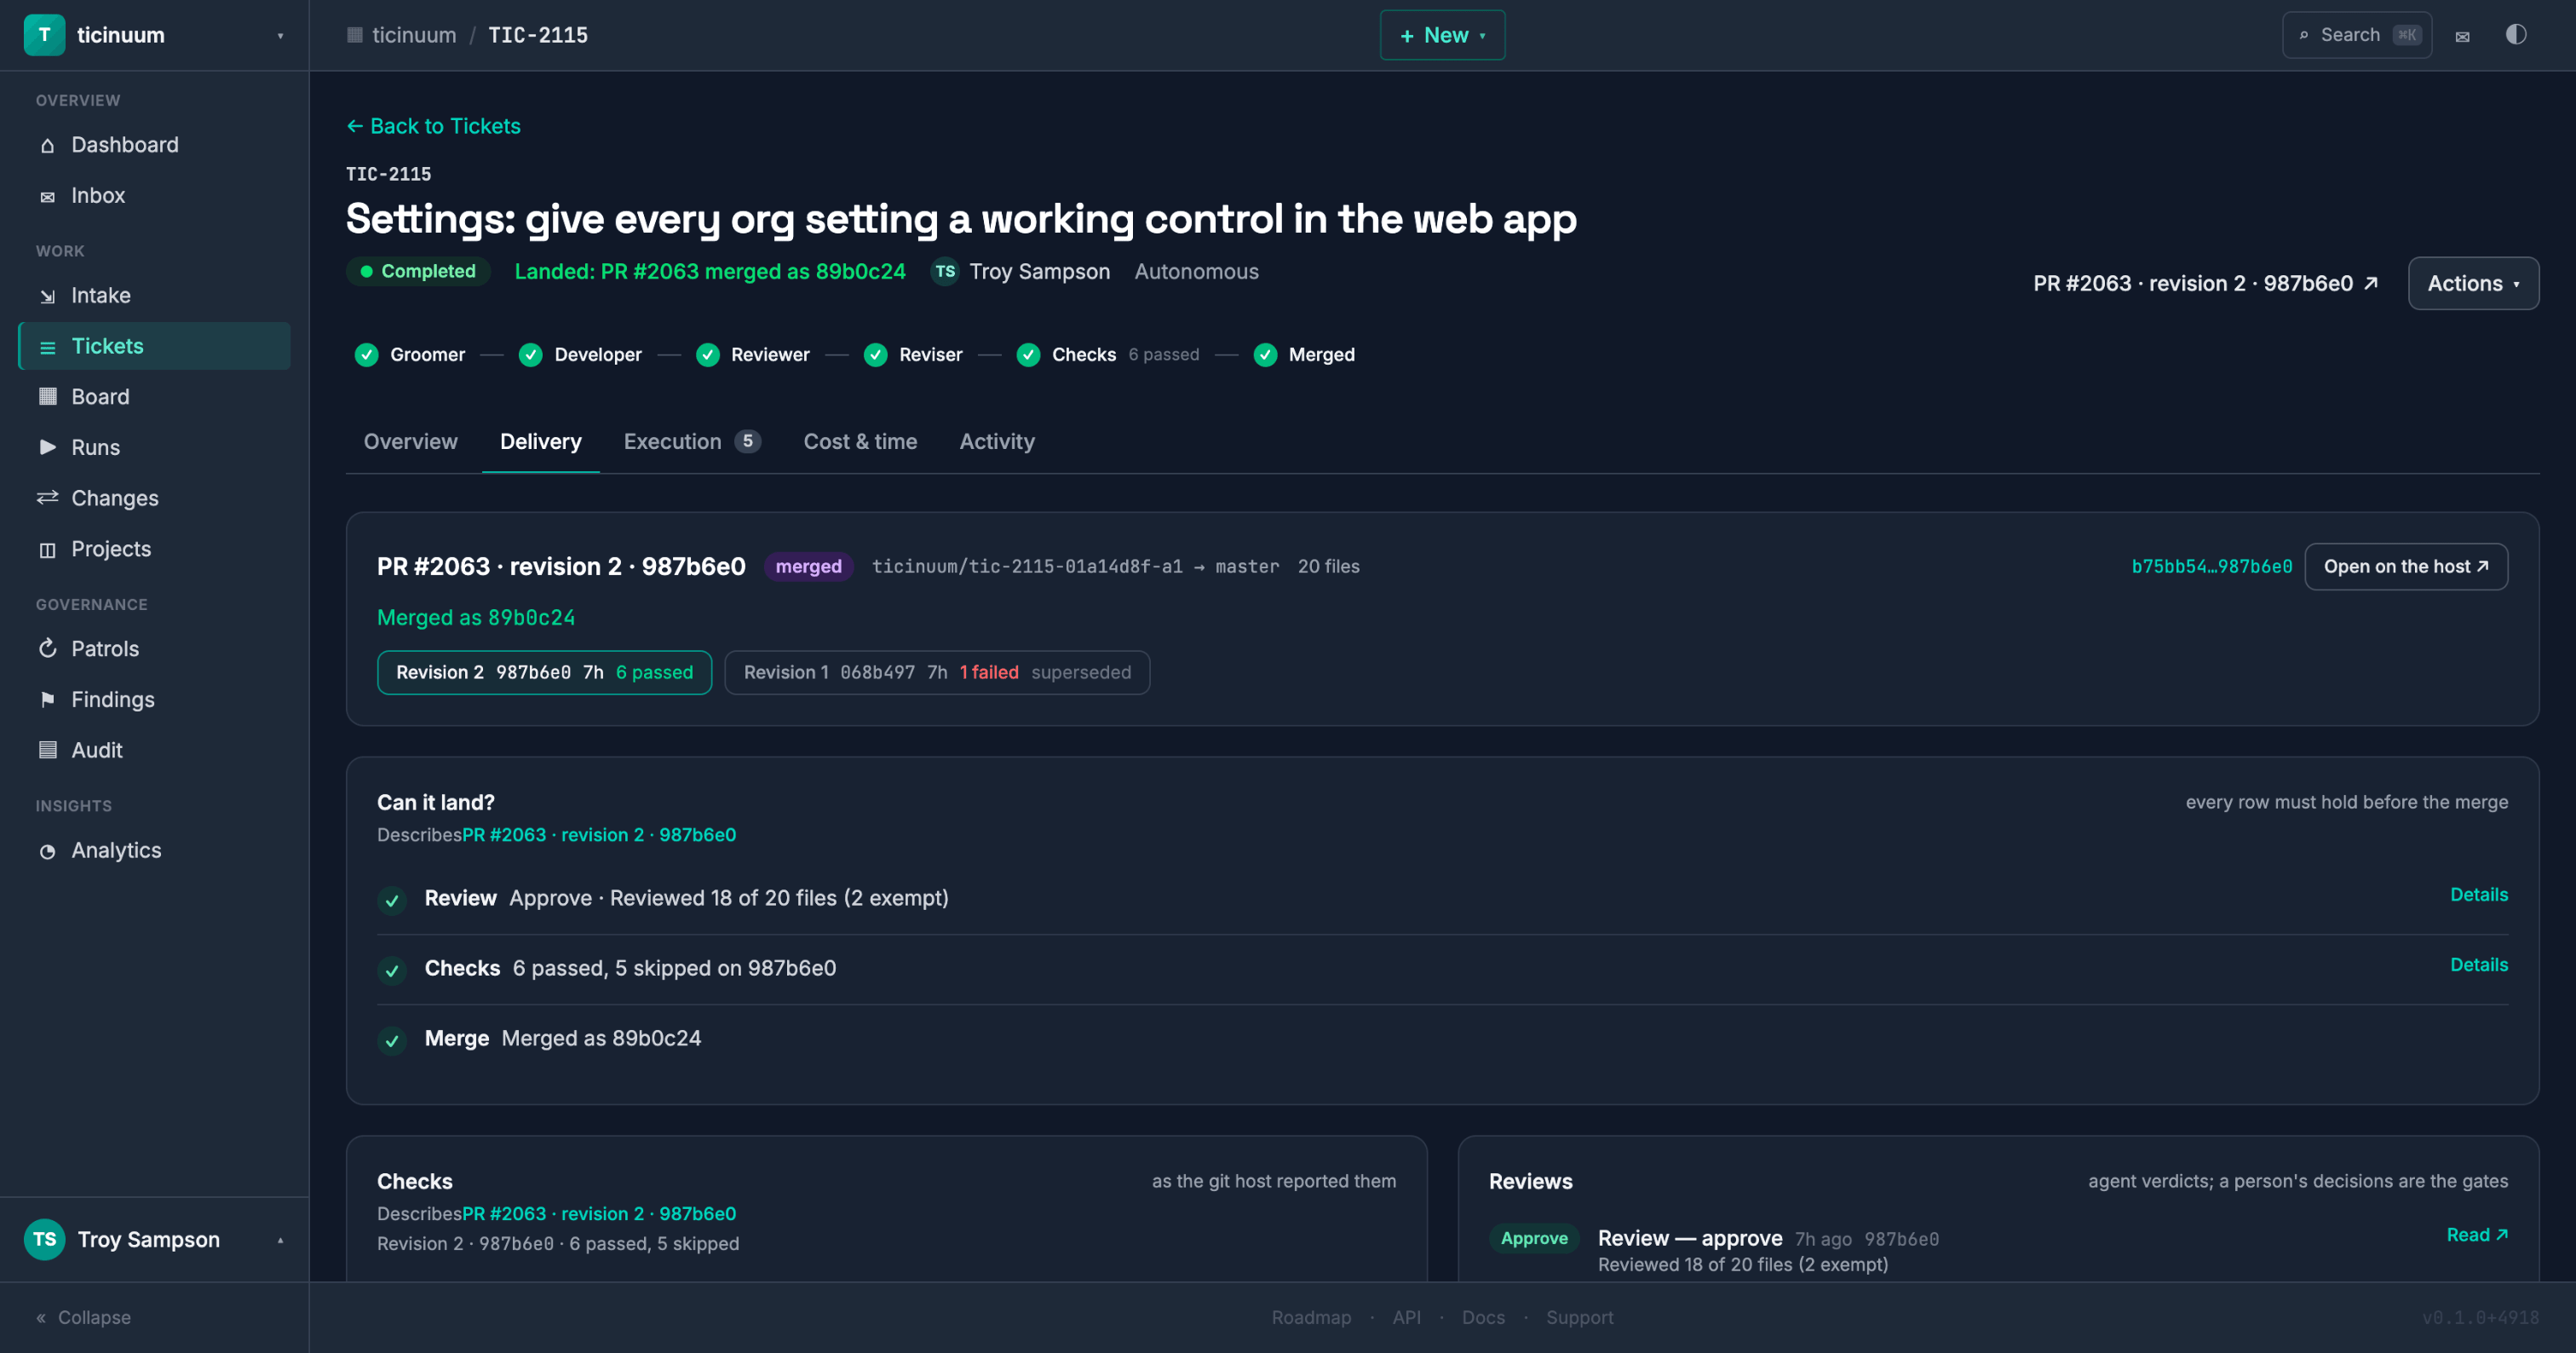 T ticinuum
ticinuum / TIC-2115
+ New
Search ⌘K
OVERVIEW
Dashboard
Inbox
WORK
Intake
Tickets
Board
Runs
Changes
Projects
GOVERNANCE
Patrols
Findings
Audit
INSIGHTS
Analytics
TS Troy Sampson
« Collapse
← Back to Tickets
TIC-2115
Settings: give every org setting a working control in the web app
Completed Landed: PR #2063 merged as 89b0c24 TS Troy Sampson Autonomous
PR #2063 · revision 2 · 987b6e0 ↗ Actions
Groomer — Developer — Reviewer — Reviser — Checks 6 passed — Merged
Overview Delivery Execution 5 Cost & time Activity
PR #2063 · revision 2 · 987b6e0 merged ticinuum/tic-2115-01a14d8f-a1 → master 20 files b75bb54…987b6e0 Open on the host ↗
Merged as 89b0c24
Revision 2 987b6e0 7h 6 passed Revision 1 068b497 7h 1 failed superseded
Can it land? every row must hold before the merge
DescribesPR #2063 · revision 2 · 987b6e0
Review Approve · Reviewed 18 of 20 files (2 exempt) Details
Checks 6 passed, 5 skipped on 987b6e0 Details
Merge Merged as 89b0c24
Checks as the git host reported them
DescribesPR #2063 · revision 2 · 987b6e0
Revision 2 · 987b6e0 · 6 passed, 5 skipped
Reviews agent verdicts; a person's decisions are the gates
Approve Review — approve 7h ago 987b6e0 Read ↗
Reviewed 18 of 20 files (2 exempt)
Roadmap · API · Docs · Support
v0.1.0+4918